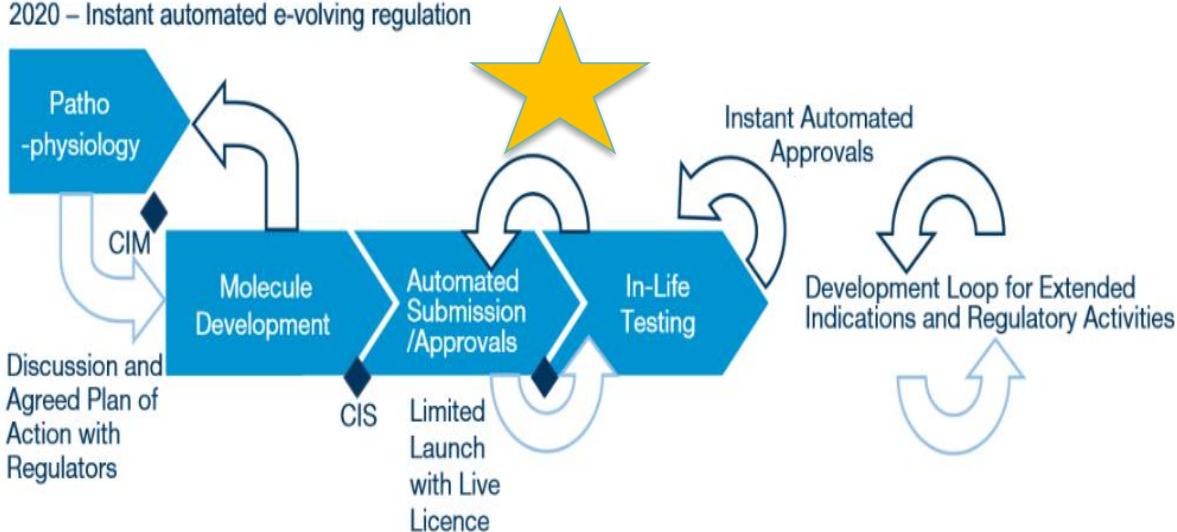 2020 – Instant automated e-volving regulation
Patho
-physiology
Instant Automated
Approvals
CIM
Molecule
Development
Automated
Submission
/Approvals
In-Life
Testing
Development Loop for Extended
Indications and Regulatory Activities
Discussion and
Agreed Plan of
Action with
Regulators
CIS
Limited
Launch
with Live
Licence